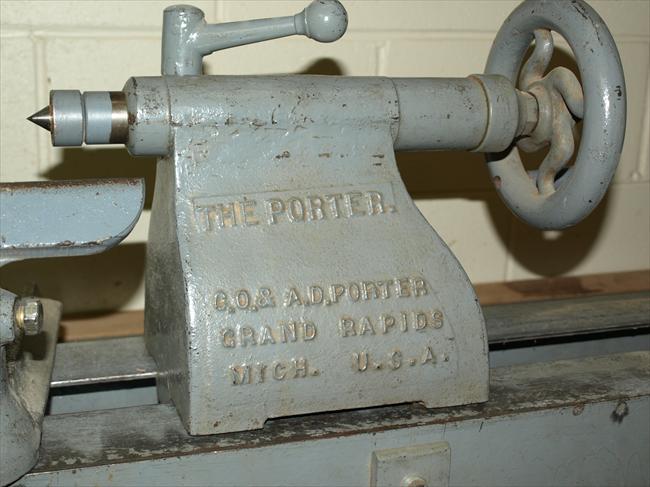 THE PORTER.
G.O.& A.D.PORTER
GRAND RAPIDS
MICH. U.S.A.